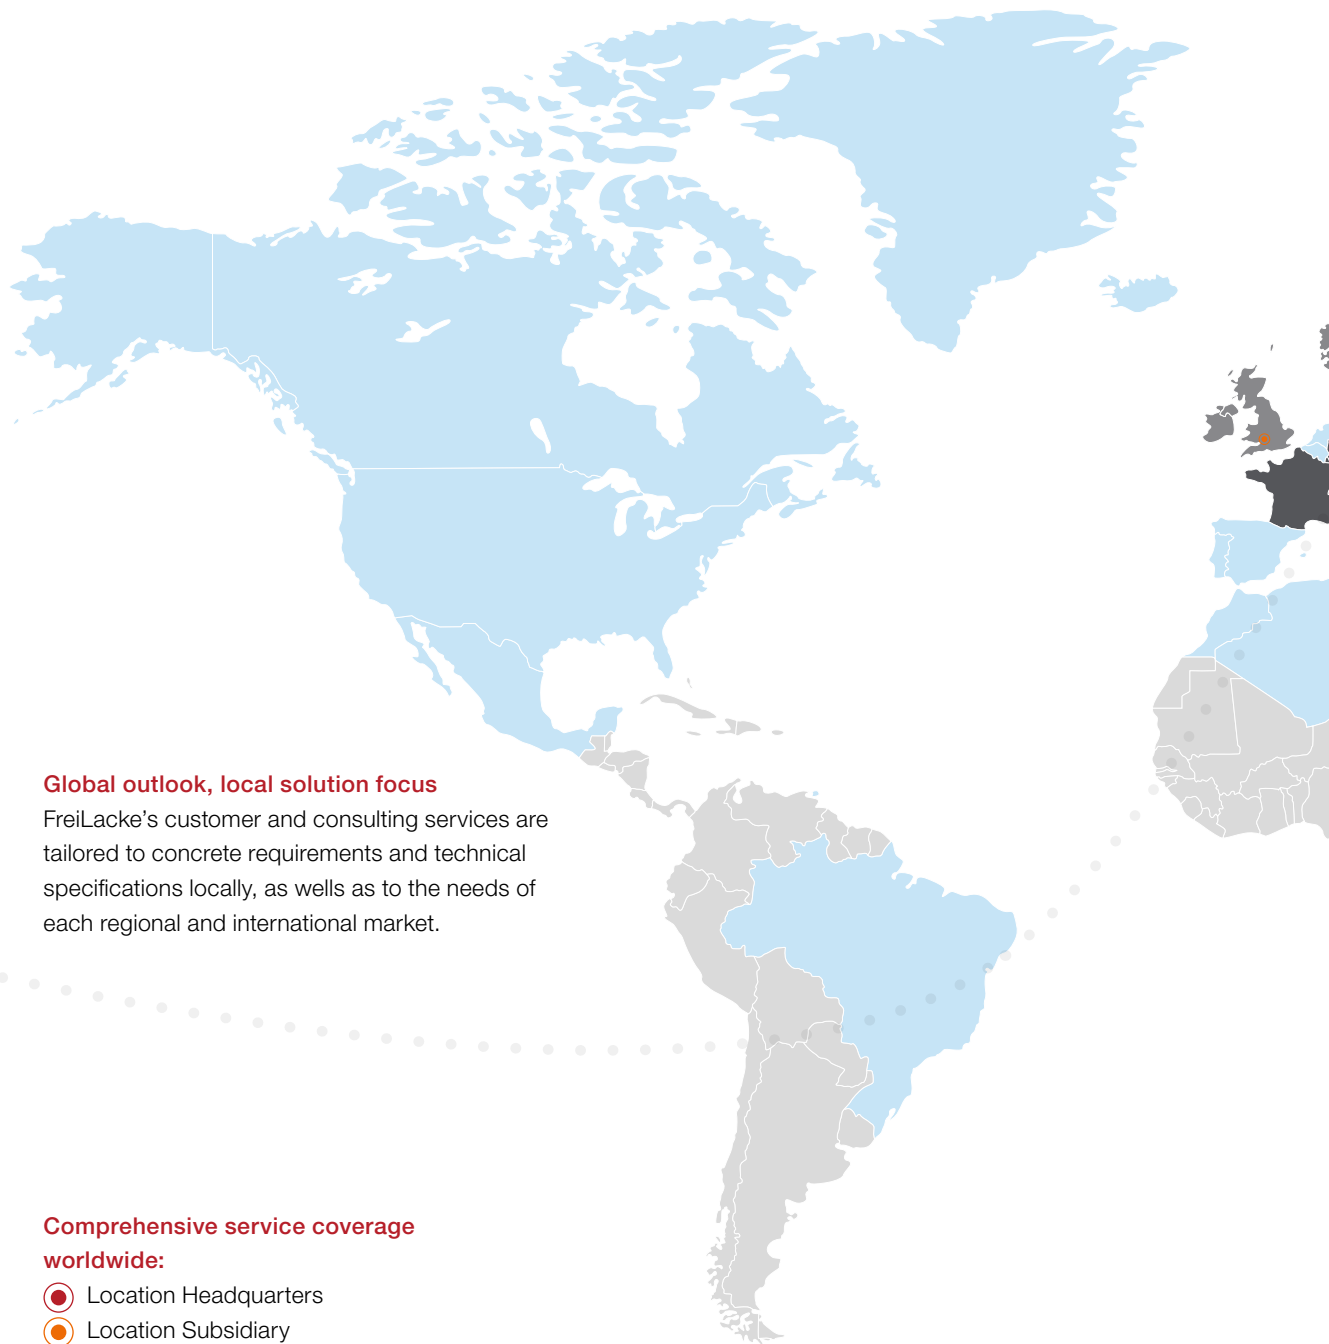 Global outlook, local solution focus
FreiLacke’s customer and consulting services are
tailored to concrete requirements and technical
specifications locally, as wells as to the needs of
each regional and international market.
Comprehensive service coverage
worldwide:
Location Headquarters
Location Subsidiary